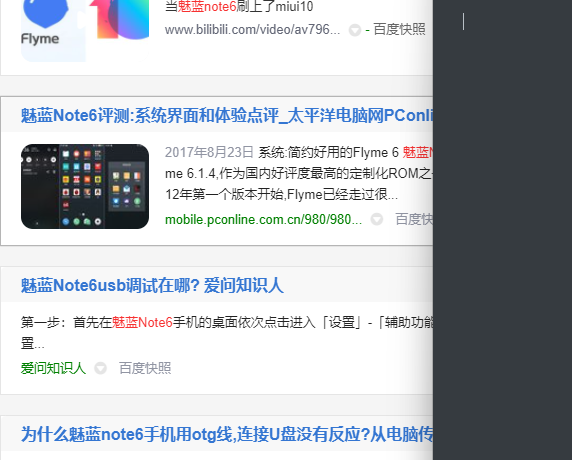 Flyme
当魅蓝note6刷上了miui10
www.bilibili.com/video/av796... - 百度快照
魅蓝Note6评测:系统界面和体验点评_太平洋电脑网PConli
2017年8月23日 系统:简约好用的Flyme 6 魅蓝N
me 6.1.4,作为国内好评度最高的定制化ROM之
12年第一个版本开始,Flyme已经走过很...
mobile.pconline.com.cn/980/980... 百度快
魅蓝Note6usb调试在哪? 爱问知识人
第一步：首先在魅蓝Note6手机的桌面依次点击进入「设置」-「辅助功能
置...
爱问知识人 百度快照
为什么魅蓝note6手机用otg线,连接U盘没有反应?从电脑传